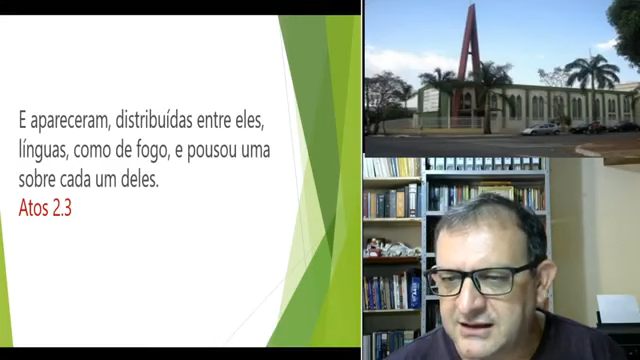 E apareceram, distribuídas entre eles,
línguas, como de fogo, e pousou uma
sobre cada um deles.
Atos 2.3